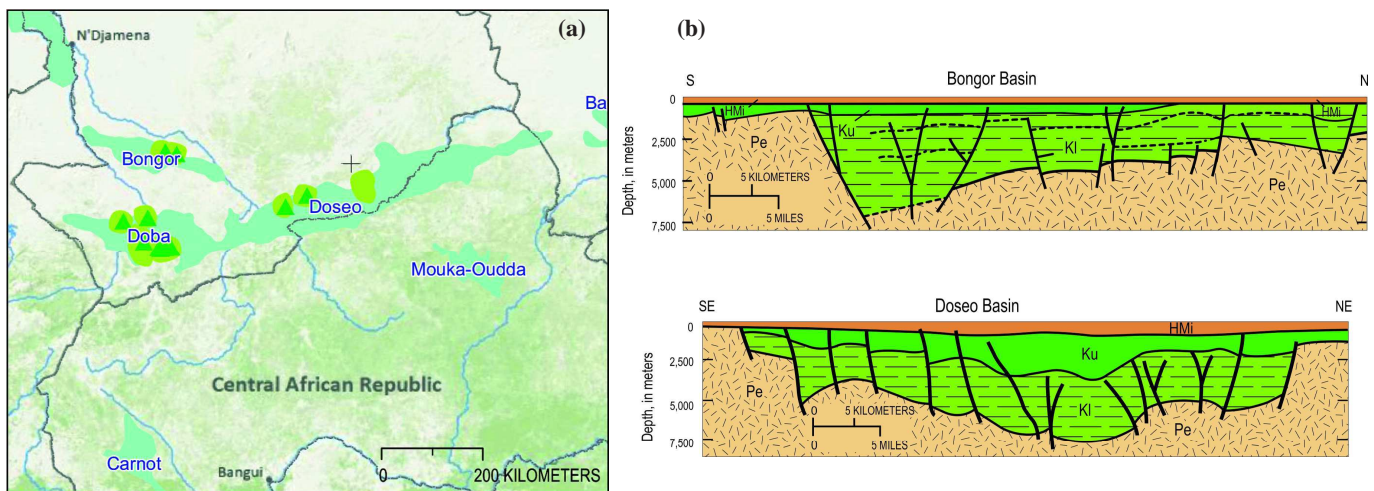 (a)
N'Djamena
Ba
Bongor
Doseo
Doba
Mouka-Oudda
Central African Republic
Carnot
Bangui
0 200 KILOMETERS
(b)
S Bongor Basin N
Depth, in meters
0
2,500
5,000
7,500
HMi
HMi
Ku
Kl
Pe
Pe
0 5 KILOMETERS
0 5 MILES
SE Doseo Basin NE
Depth, in meters
0
2,500
5,000
7,500
HMi
Ku
Kl
Pe
Pe
0 5 KILOMETERS
0 5 MILES